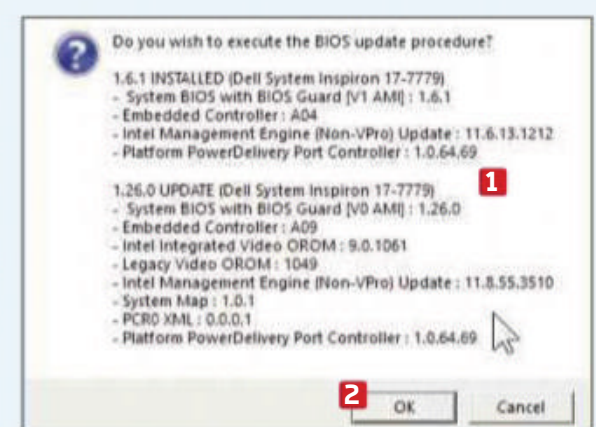 Do you wish to execute the BIOS update procedure?
1.6.1 INSTALLED (Dell System Inspiron 17-7779)
- System BIOS with BIOS Guard [V1 AMI] : 1.6.1
- Embedded Controller : A04
- Intel Management Engine (Non-VPro) Update : 11.6.13.1212
- Platform PowerDelivery Port Controller : 1.0.64.69
1
1.26.0 UPDATE (Dell System Inspiron 17-7779)
- System BIOS with BIOS Guard [V0 AMI] : 1.26.0
- Embedded Controller : A09
- Intel Integrated Video OROM : 9.0.1061
- Legacy Video OROM : 1049
- Intel Management Engine (Non-VPro) Update : 11.8.55.3510
- System Map : 1.0.1
- PCR0 XML : 0.0.0.1
- Platform PowerDelivery Port Controller : 1.0.64.69
2
OK
Cancel